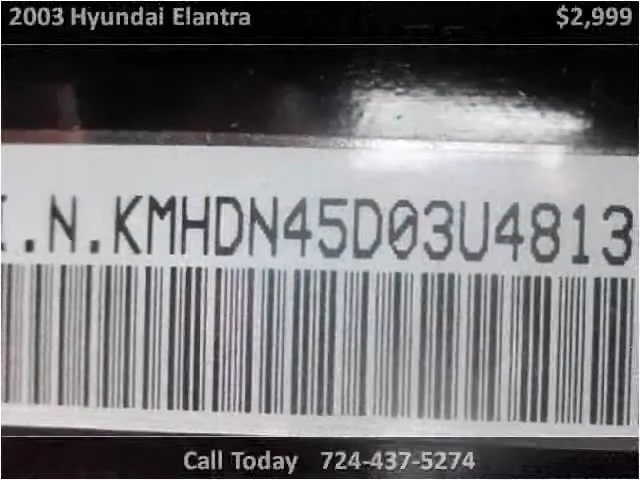 2003 Hyundai Elantra $2,999
I.N.KMHDN45D03U4813
Call Today 724-437-5274